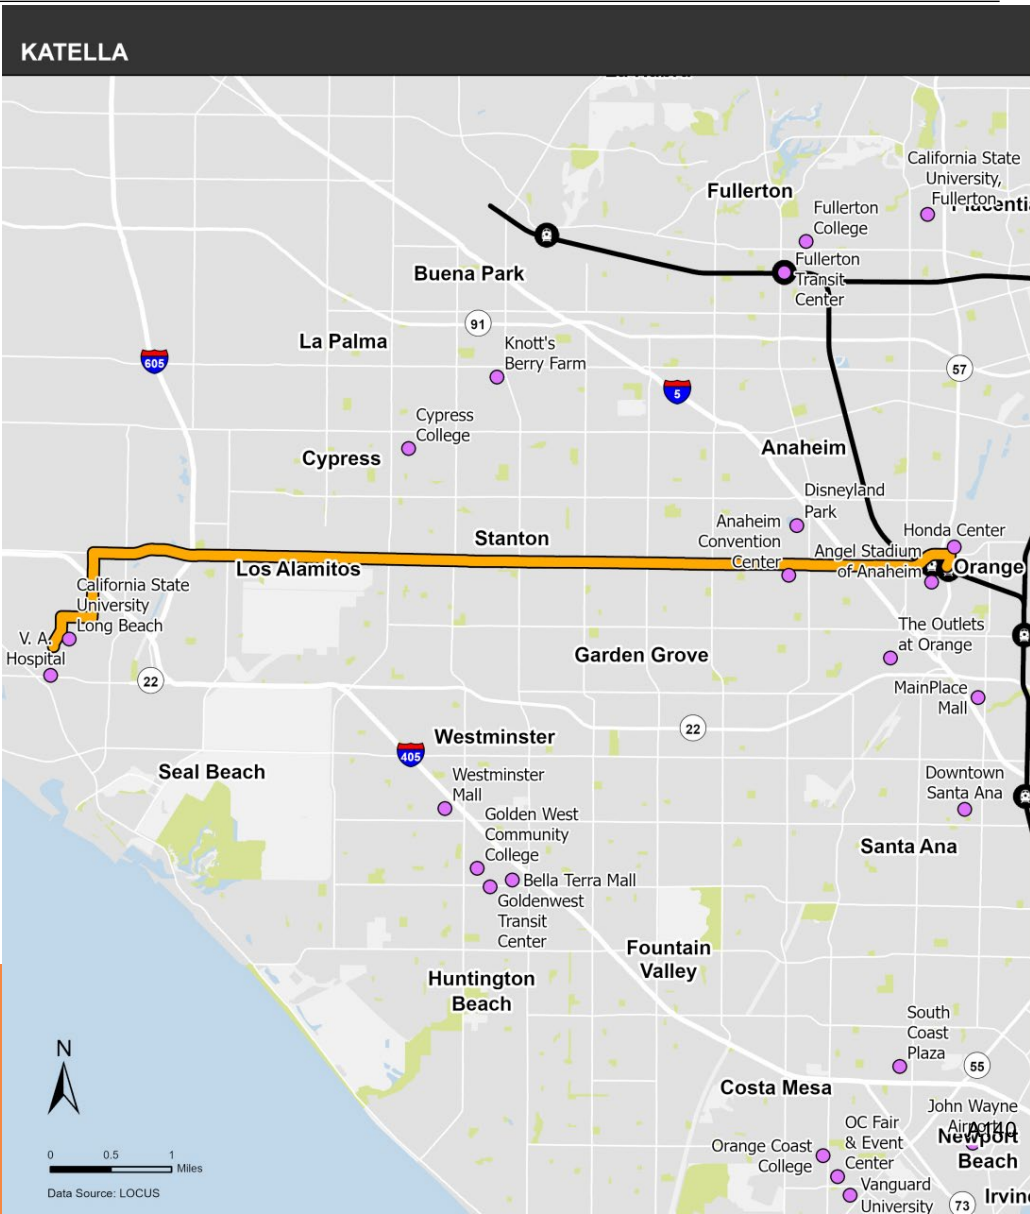 KATELLA
California State
University,
Fullerton
Fullerton
Fullerton
College
Fullerton
Transit
Center
Buena Park
91
La Palma
Knott's
Berry Farm
605
57
5
Cypress
College
Anaheim
Cypress
Disneyland
Park
Anaheim
Convention
Center
Honda Center
Stanton
Angel Stadium
of Anaheim
Orange
Los Alamitos
California State
University
Long Beach
V. A.
Hospital
The Outlets
at Orange
Garden Grove
22
MainPlace
Mall
22
Westminster
405
Seal Beach
Westminster
Mall
Downtown
Santa Ana
Golden West
Community
College
Santa Ana
Bella Terra Mall
Goldenwest
Transit
Center
Fountain
Valley
Huntington
Beach
South
Coast
Plaza
N
55
Costa Mesa
John Wayne
Airport
A140
Newport
Beach
OC Fair
& Event
Center
Orange Coast
College
Vanguard
University
0 0.5 1
Miles
Data Source: LOCUS
73